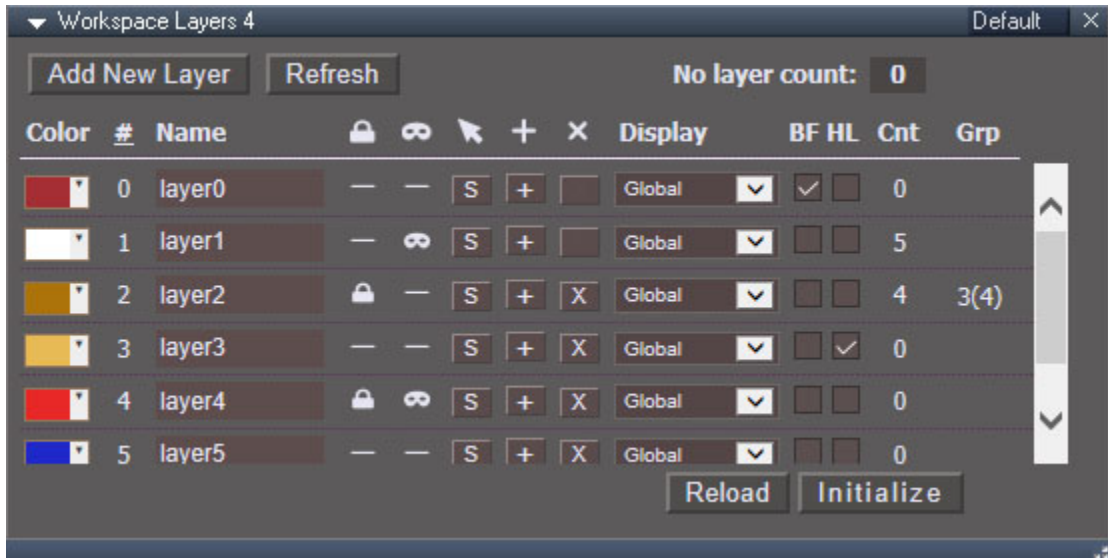 Workspace Layers 4 Default
Add New Layer Refresh No layer count: 0
Color # Name Display BF HL Cnt Grp
0 layer0 S + Global 0
1 layer1 S + Global 5
2 layer2 S + X Global 4 3(4)
3 layer3 S + X Global 0
4 layer4 S + X Global 0
5 layer5 S + X Global 0
Reload Initialize